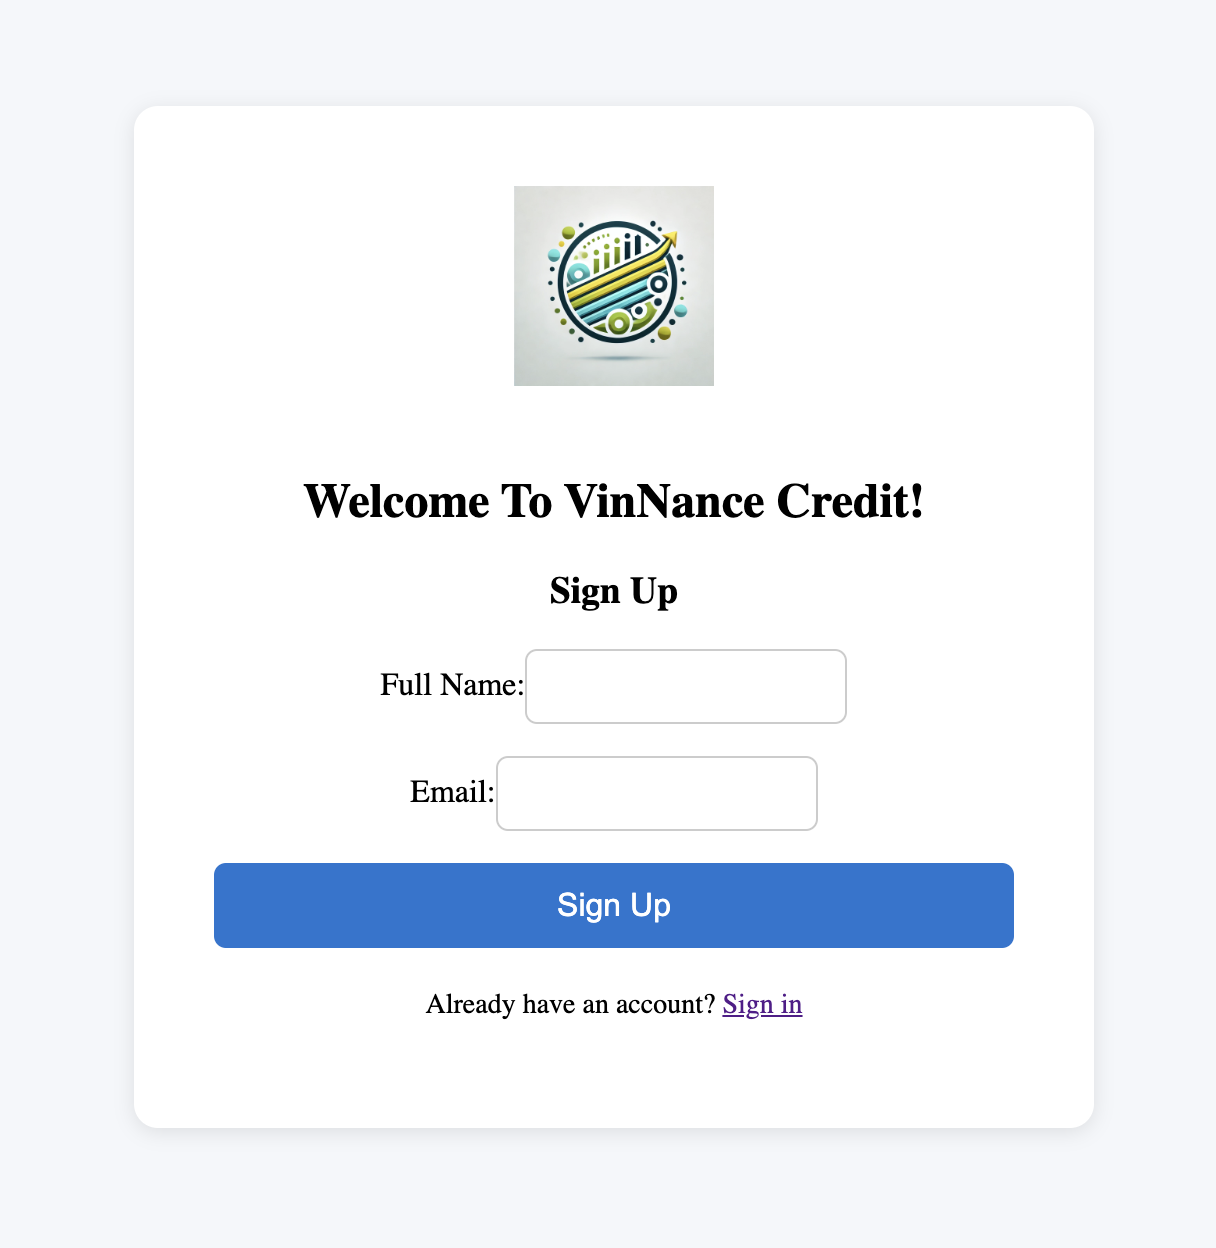 Welcome To VinNance Credit!
Sign Up
Full Name:
Email:
Sign Up
Already have an account? Sign in